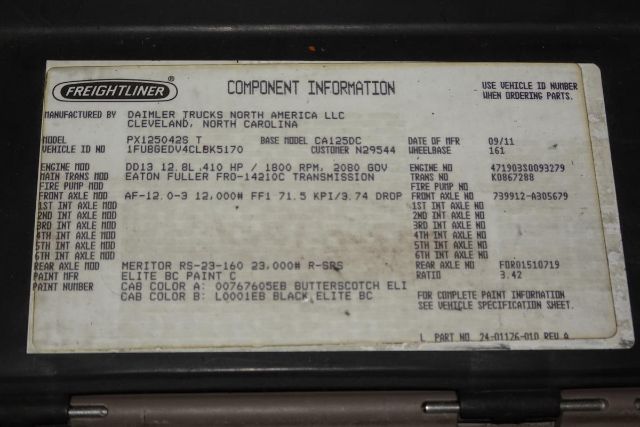 FREIGHTLINER ® COMPONENT INFORMATION USE VEHICLE ID NUMBER
WHEN ORDERING PARTS.
MANUFACTURED BY DAIMLER TRUCKS NORTH AMERICA LLC
CLEVELAND, NORTH CAROLINA
MODEL PX125042S T BASE MODEL CA125DC DATE OF MFR 09/11
VEHICLE ID NO 1FUBGEDV4CLBK5170 CUSTOMER N29544 WHEELBASE 161
ENGINE MOD DD13 12.8L 410 HP / 1800 RPM, 2080 GOV ENGINE NO 471903S0093279
MAIN TRANS MOD EATON FULLER FRO-14210C TRANSMISSION TRANS NO K0867288
FIRE PUMP MOD FIRE PUMP NO
FRONT AXLE MOD AF-12.0-3 12,000# FF1 71.5 KPI/3.74 DROP FRONT AXLE NO 739912-A305679
1ST INT AXLE MOD 1ST INT AXLE NO
2ND INT AXLE MOD 2ND INT AXLE NO
3RD INT AXLE MOD 3RD INT AXLE NO
4TH INT AXLE MOD 4TH INT AXLE NO
5TH INT AXLE MOD 5TH INT AXLE NO
6TH INT AXLE MOD 6TH INT AXLE NO
REAR AXLE MOD MERITOR RS-23-160 23,000# R-SRS REAR AXLE NO FDR01510719
PAINT MFR ELITE BC PAINT C RATIO 3.42
PAINT NUMBER CAB COLOR A: 00767605EB BUTTERSCOTCH ELI
CAB COLOR B: L0001EB BLACK ELITE BC
FOR COMPLETE PAINT INFORMATION
SEE VEHICLE SPECIFICATION SHEET.
L PART NO 24-01176-010 REV A